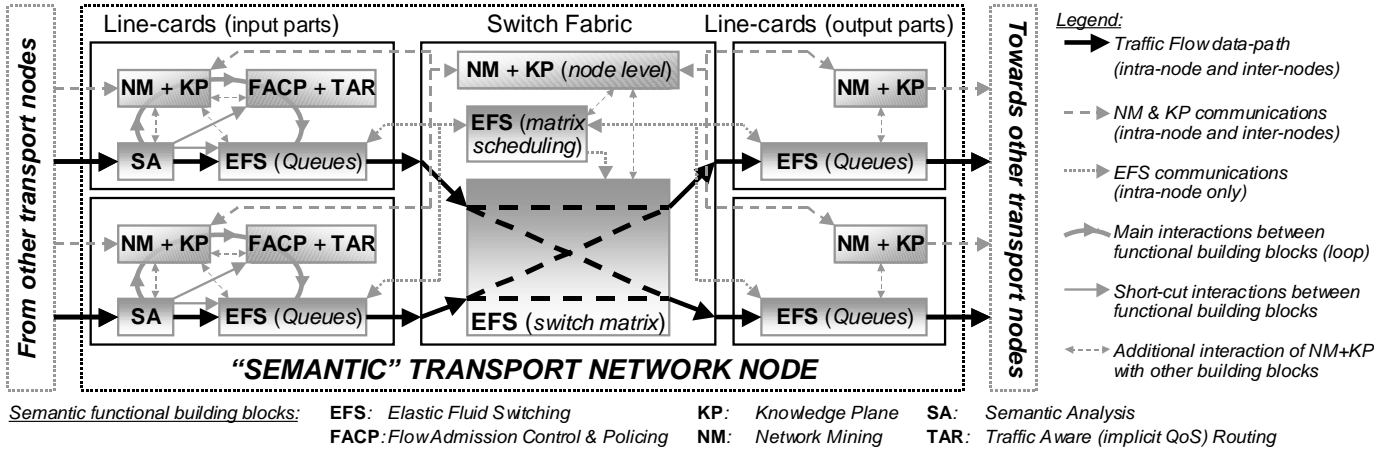 Line-cards (input parts)
Switch Fabric
Line-cards (output parts)
From other transport nodes
NM + KP
FACP + TAR
SA
EFS (Queues)
NM + KP
FACP + TAR
SA
EFS (Queues)
NM + KP (node level)
EFS (matrix
scheduling)
EFS (switch matrix)
NM + KP
EFS (Queues)
NM + KP
EFS (Queues)
Towards other transport nodes
“SEMANTIC” TRANSPORT NETWORK NODE
Legend:
Traffic Flow data-path
(intra-node and inter-nodes)
NM & KP communications
(intra-node and inter-nodes)
EFS communications
(intra-node only)
Main interactions between
functional building blocks (loop)
Short-cut interactions between
functional building blocks
Additional interaction of NM+KP
with other building blocks
Semantic functional building blocks:
EFS: Elastic Fluid Switching
KP: Knowledge Plane
SA: Semantic Analysis
FACP: Flow Admission Control & Policing
NM: Network Mining
TAR: Traffic Aware (implicit QoS) Routing